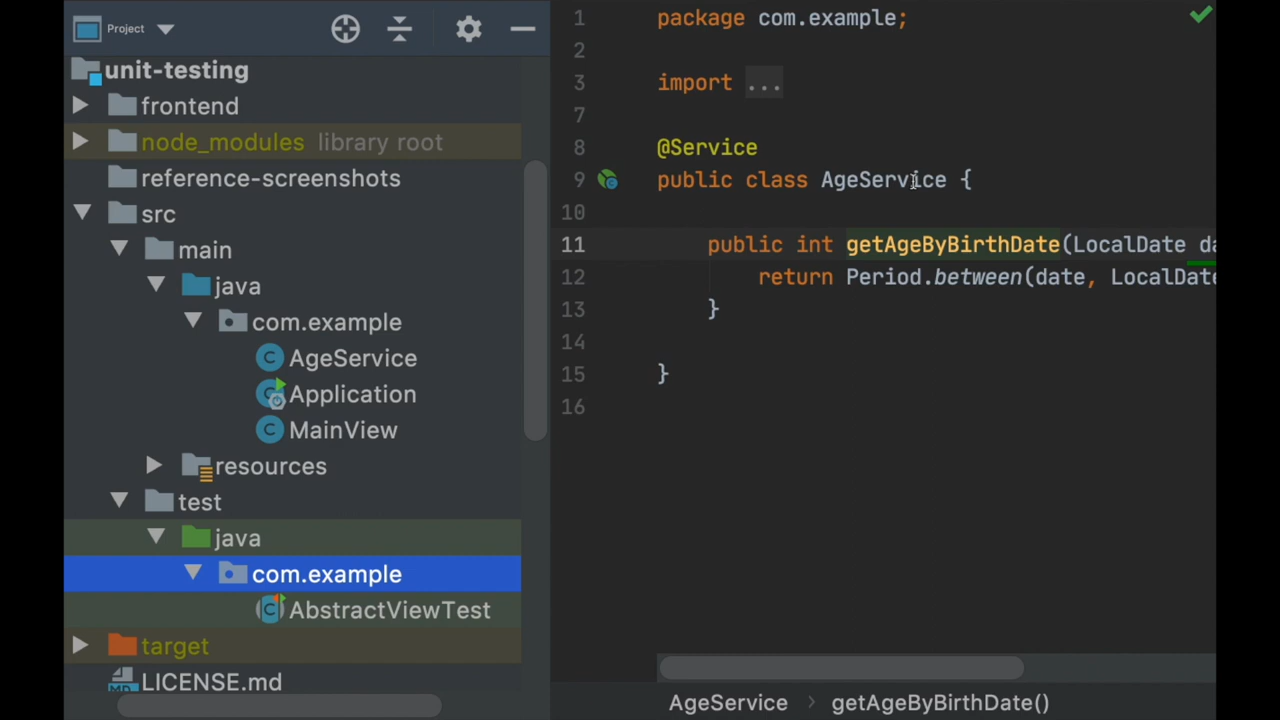 Project
unit-testing
frontend
node_modules library root
reference-screenshots
src
main
java
com.example
AgeService
Application
MainView
resources
test
java
com.example
AbstractViewTest
target
LICENSE.md
1 package com.example;
2
3 import ...
7
8 @Service
9 public class AgeService {
10
11 public int getAgeByBirthDate(LocalDate da
12 return Period.between(date, LocalDate
13 }
14
15 }
16
AgeService > getAgeByBirthDate()